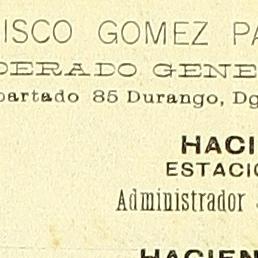 ISCO GOMEZ PA
DERADO GENE
partado 85 Durango, Dg
HACI
ESTACIO
Administrador
HACIEN